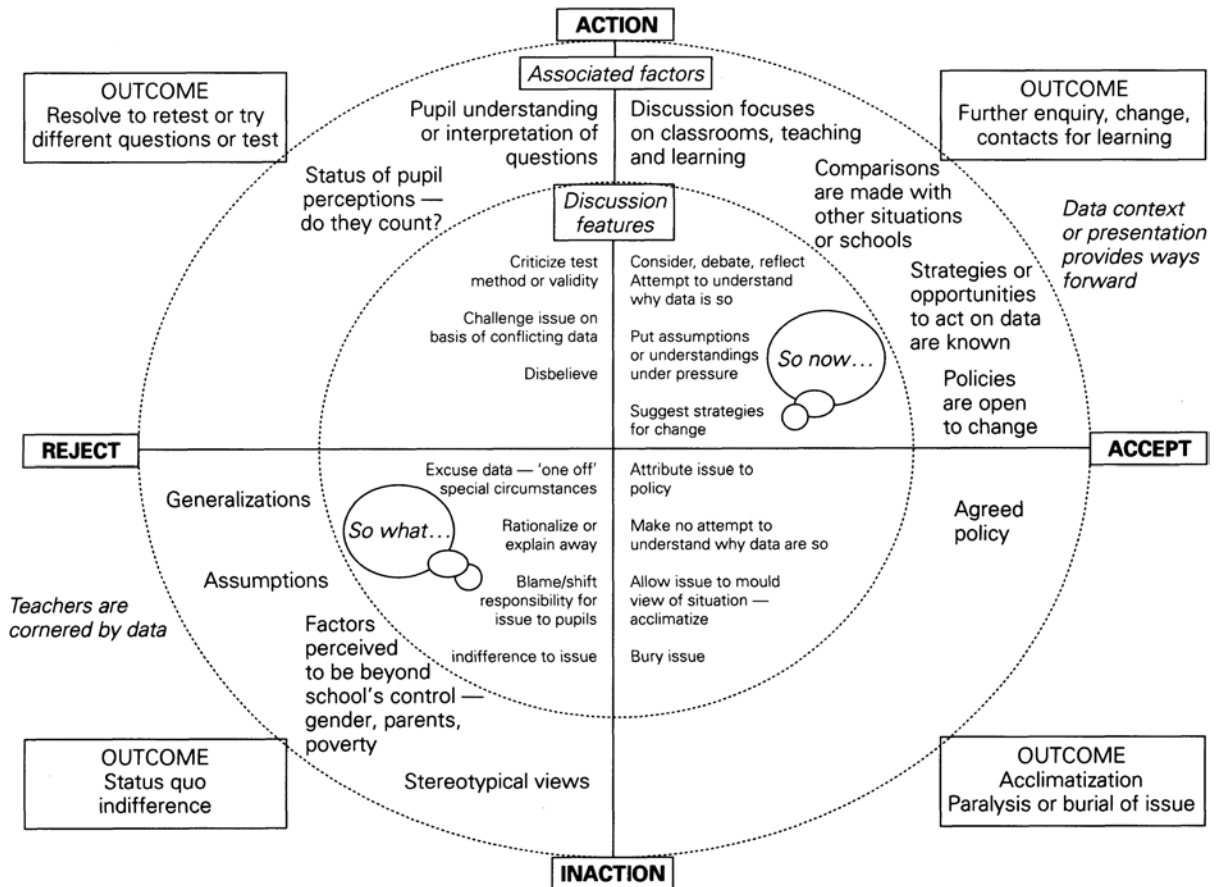 ACTION
Associated factors
OUTCOME
Resolve to retest or try
different questions or test
Pupil understanding
or interpretation of
questions
Status of pupil
perceptions —
do they count?
Discussion focuses
on classrooms, teaching
and learning
Comparisons
are made with
other situations
or schools
OUTCOME
Further enquiry, change,
contacts for learning
Data context
or presentation
provides ways
forward
Strategies or
opportunities
to act on data
are known
Policies
are open
to change
Discussion
features
Criticize test
method or validity
Challenge issue on
basis of conflicting data
Disbelieve
Consider, debate, reflect
Attempt to understand
why data is so
Put assumptions
or understandings
under pressure
Suggest strategies
for change
So now...
REJECT
ACCEPT
Generalizations
Assumptions
Teachers are
cornered by data
Factors
perceived
to be beyond
school's control —
gender, parents,
poverty
Stereotypical views
So what...
Excuse data — 'one off'
special circumstances
Rationalize or
explain away
Blame/shift
responsibility for
issue to pupils
indifference to issue
Attribute issue to
policy
Make no attempt to
understand why data are so
Allow issue to mould
view of situation —
acclimatize
Bury issue
Agreed
policy
OUTCOME
Status quo
indifference
OUTCOME
Acclimatization
Paralysis or burial of issue
INACTION